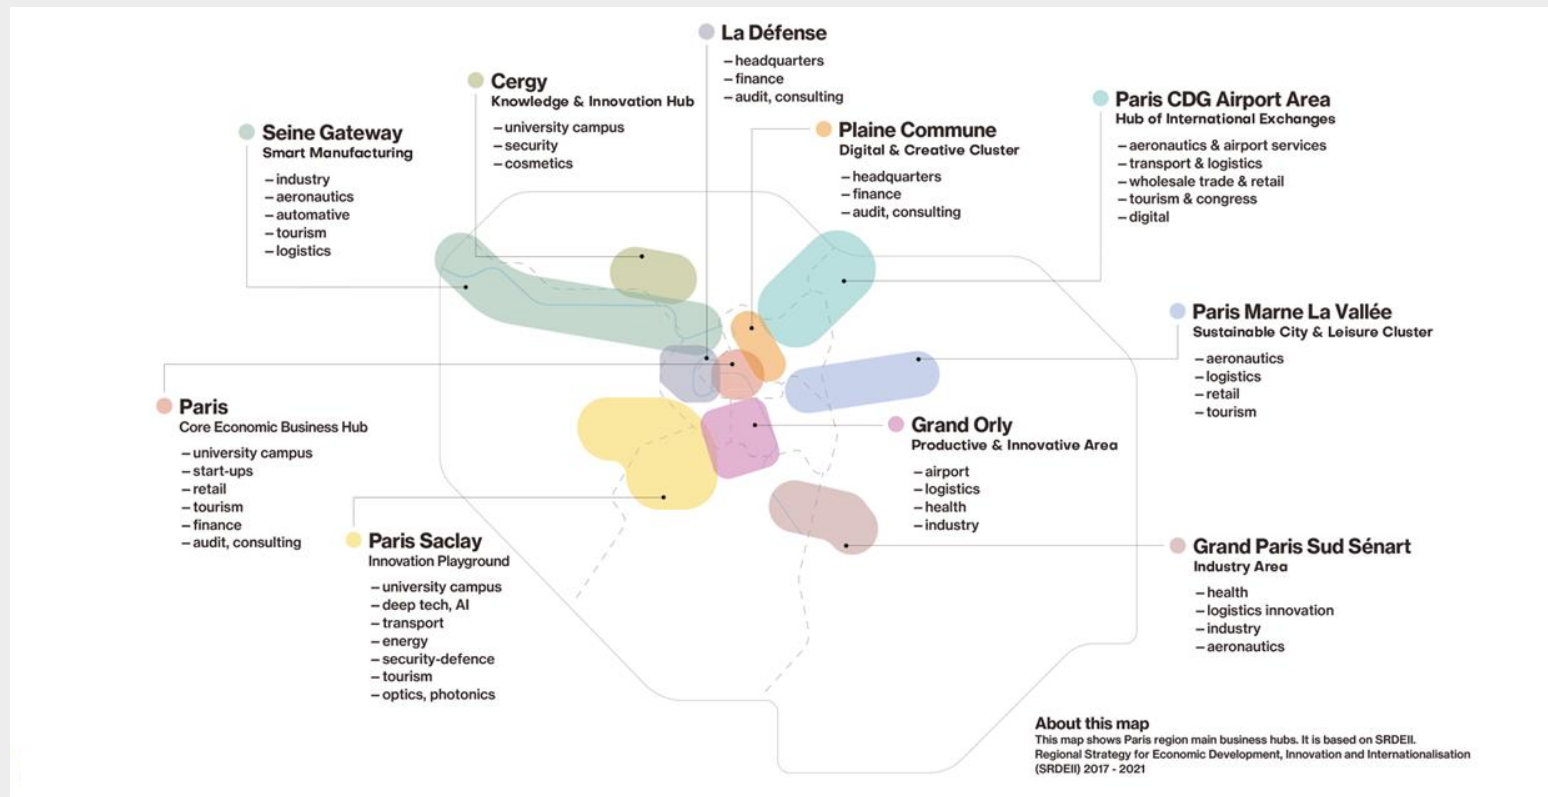 La Défense
– headquarters
– finance
– audit, consulting
Cergy
Knowledge & Innovation Hub
– university campus
– security
– cosmetics
Paris CDG Airport Area
Hub of International Exchanges
– aeronautics & airport services
– transport & logistics
– wholesale trade & retail
– tourism & congress
– digital
Seine Gateway
Smart Manufacturing
– industry
– aeronautics
– automative
– tourism
– logistics
Plaine Commune
Digital & Creative Cluster
– headquarters
– finance
– audit, consulting
Paris Marne La Vallée
Sustainable City & Leisure Cluster
– aeronautics
– logistics
– retail
– tourism
Paris
Core Economic Business Hub
– university campus
– start-ups
– retail
– tourism
– finance
– audit, consulting
Grand Orly
Productive & Innovative Area
– airport
– logistics
– health
– industry
Paris Saclay
Innovation Playground
– university campus
– deep tech, AI
– transport
– energy
– security-defence
– tourism
– optics, photonics
Grand Paris Sud Sénart
Industry Area
– health
– logistics innovation
– industry
– aeronautics
About this map
This map shows Paris region main business hubs. It is based on SRDEII.
Regional Strategy for Economic Development, Innovation and Internationalisation
(SRDEII) 2017 - 2021